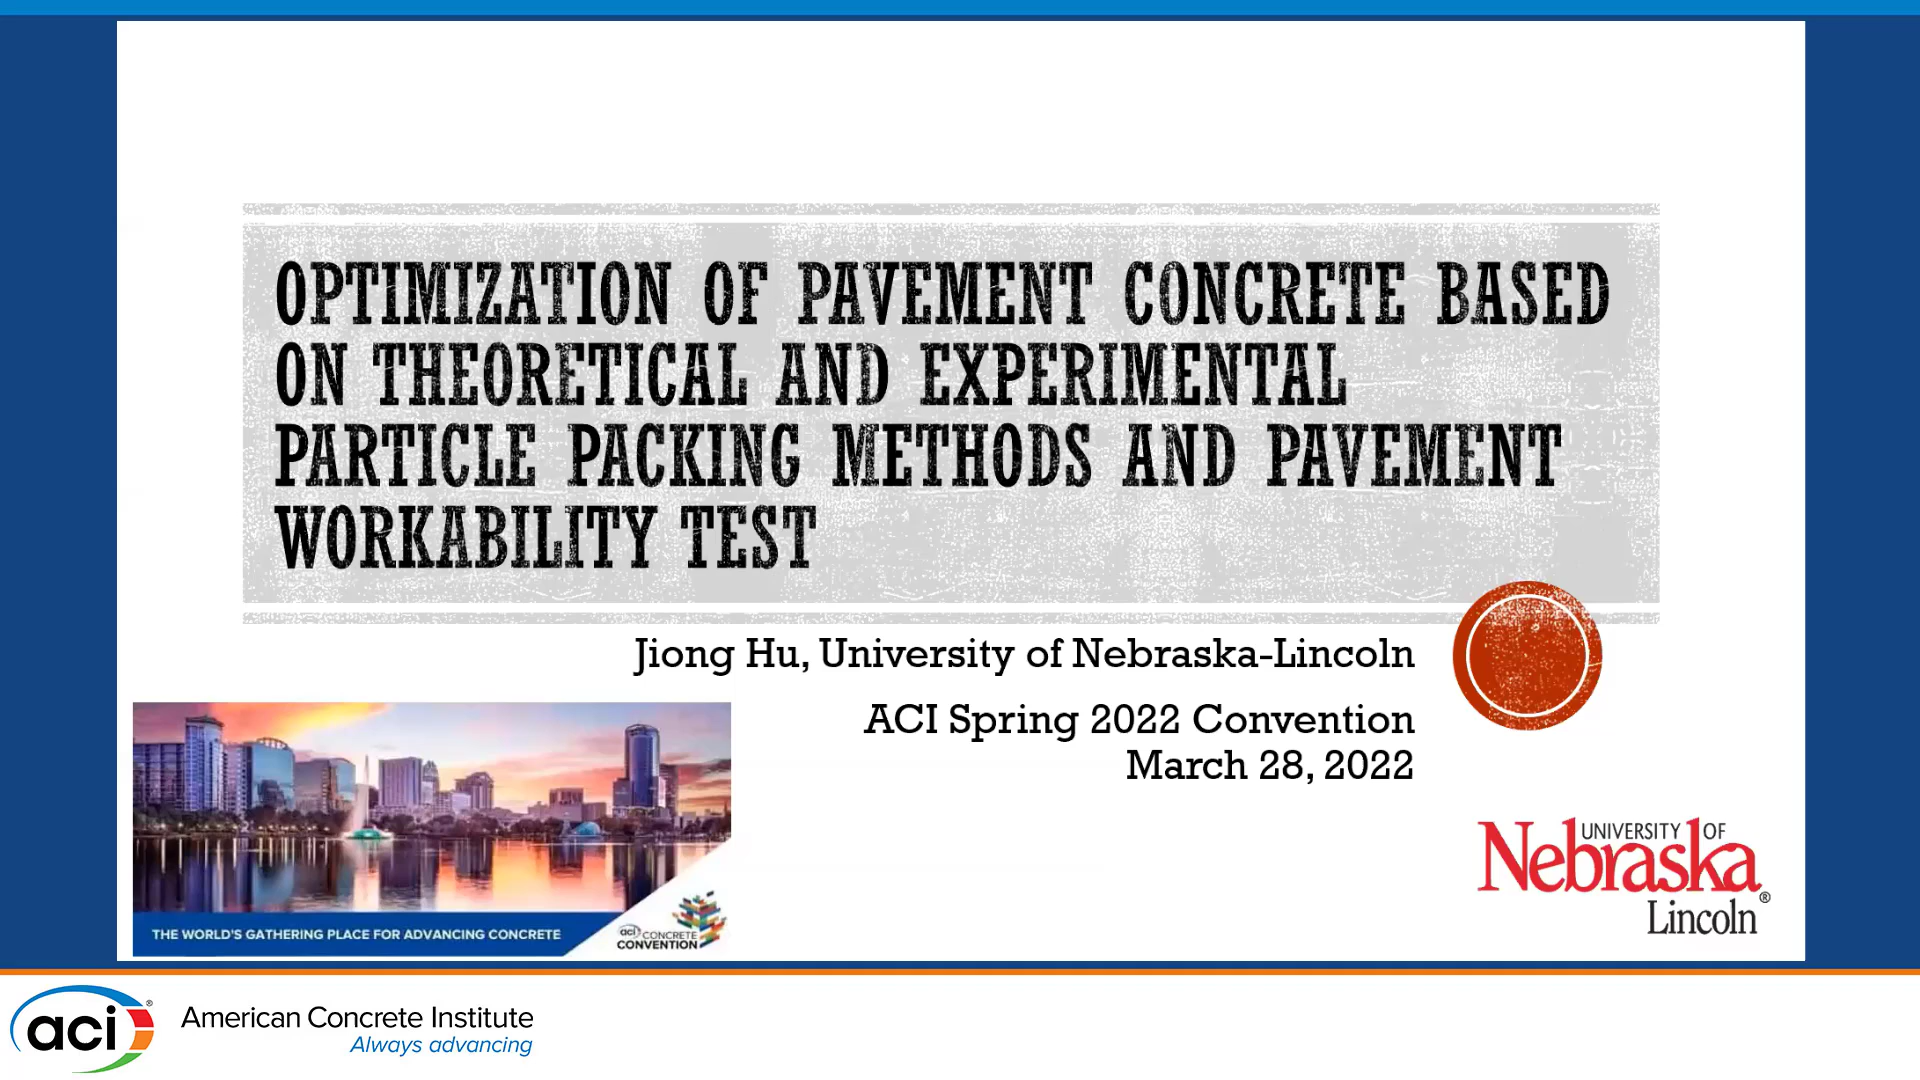 OPTIMIZATION OF PAVEMENT CONCRETE BASED
ON THEORETICAL AND EXPERIMENTAL
PARTICLE PACKING METHODS AND PAVEMENT
WORKABILITY TEST
Jiong Hu, University of Nebraska-Lincoln
ACI Spring 2022 Convention
March 28, 2022
THE WORLD'S GATHERING PLACE FOR ADVANCING CONCRETE
aci CONCRETE
CONVENTION
UNIVERSITY OF
Nebraska®
Lincoln
aci®
American Concrete Institute
Always advancing